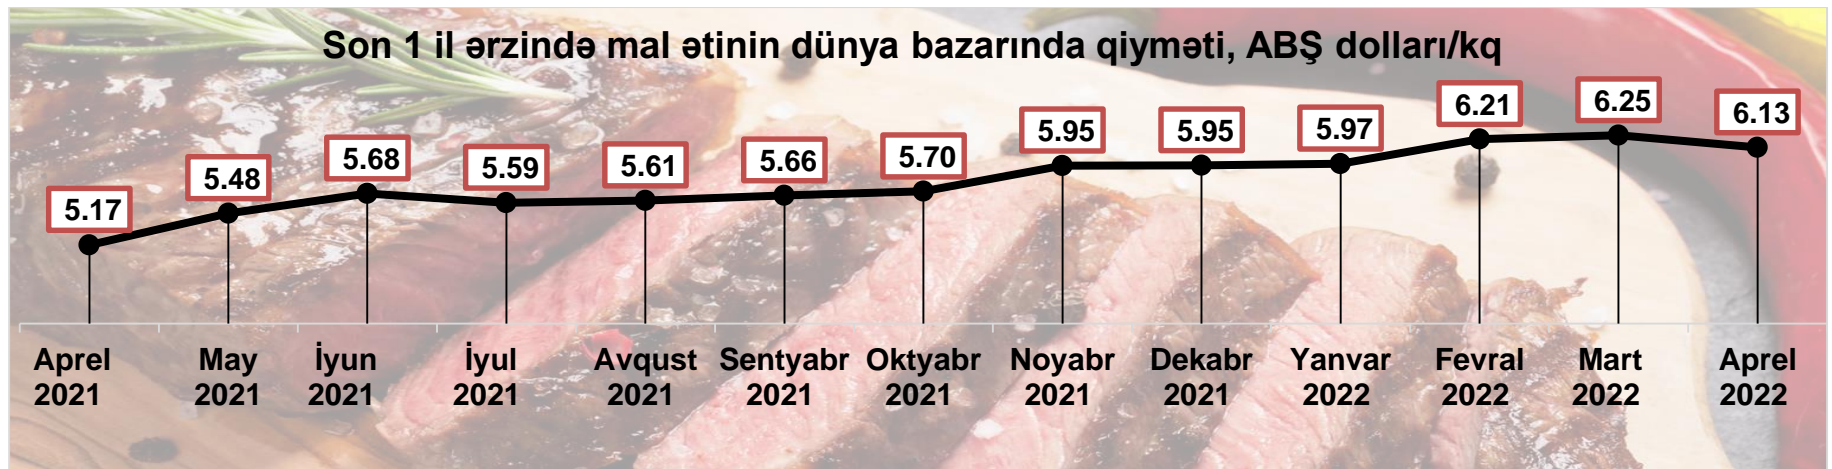 Son 1 il ərzində mal ətinin dünya bazarında qiyməti, ABŞ dolları/kq
5.17 5.48 5.68 5.59 5.61 5.66 5.70 5.95 5.95 5.97 6.21 6.25 6.13
Aprel May İyun İyul Avqust Sentyabr Oktyabr Noyabr Dekabr Yanvar Fevral Mart Aprel
2021 2021 2021 2021 2021 2021 2021 2021 2021 2022 2022 2022 2022